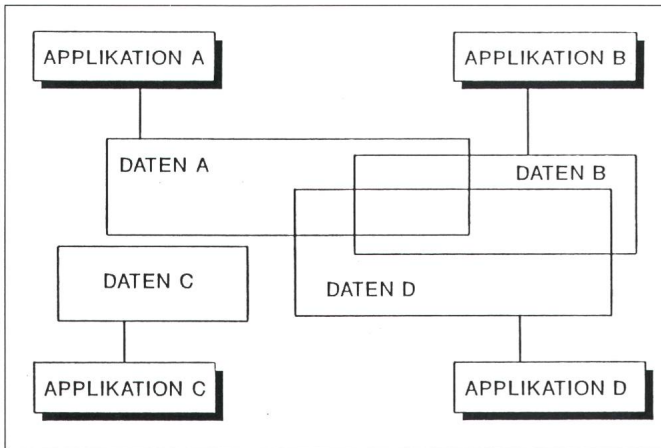 APPLIKATION A
APPLIKATION B
DATEN A
DATEN B
DATEN C
DATEN D
APPLIKATION C
APPLIKATION D